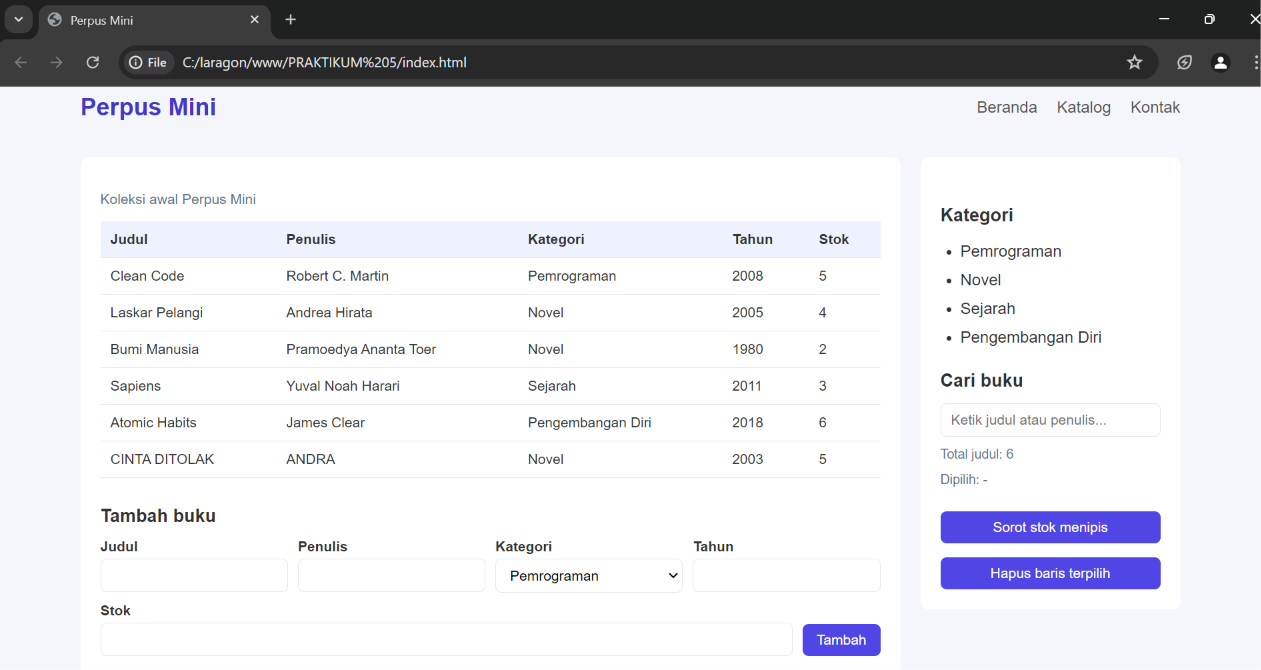 Perpus Mini
File C:/laragon/www/PRAKTIKUM%205/index.html
Perpus Mini Beranda Katalog Kontak
Koleksi awal Perpus Mini
Judul Penulis Kategori Tahun Stok
Clean Code Robert C. Martin Pemrograman 2008 5
Laskar Pelangi Andrea Hirata Novel 2005 4
Bumi Manusia Pramoedya Ananta Toer Novel 1980 2
Sapiens Yuval Noah Harari Sejarah 2011 3
Atomic Habits James Clear Pengembangan Diri 2018 6
CINTA DITOLAK ANDRA Novel 2003 5
Tambah buku
Judul Penulis Kategori Tahun
Pemrograman
Stok
Tambah
Kategori
Pemrograman
Novel
Sejarah
Pengembangan Diri
Cari buku
Ketik judul atau penulis...
Total judul: 6
Dipilih: -
Sorot stok menipis
Hapus baris terpilih